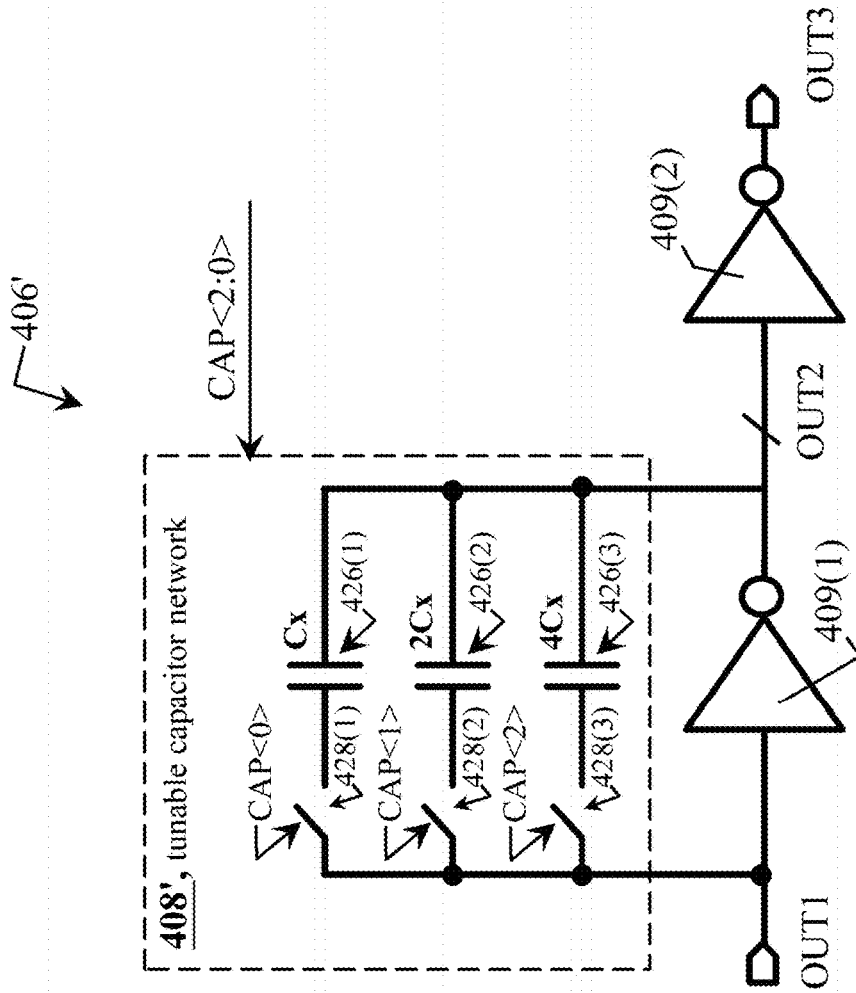 406'
CAP<2:0>
408', tunable capacitor network
CAP<0>
Cx
428(1)
426(1)
CAP<1>
2Cx
428(2)
426(2)
CAP<2>
4Cx
428(3)
426(3)
409(2)
OUT1
409(1)
OUT2
OUT3